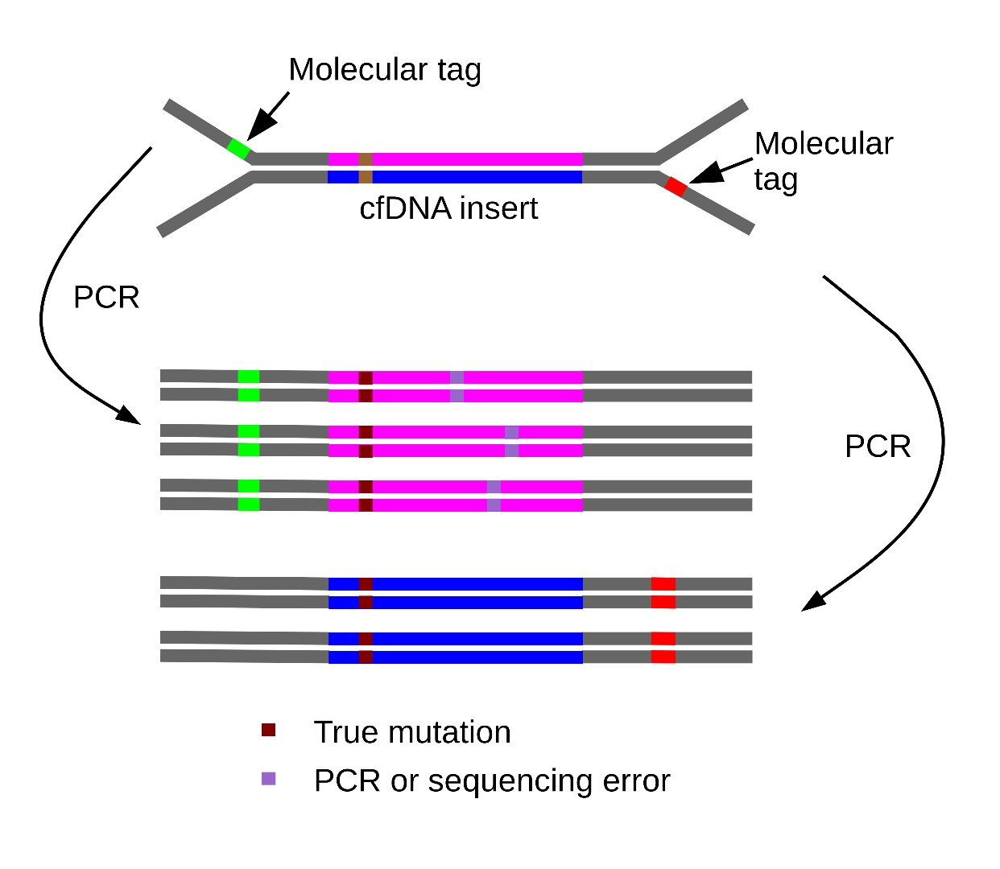 Molecular tag
Molecular
tag
cfDNA insert
PCR
PCR
True mutation
PCR or sequencing error